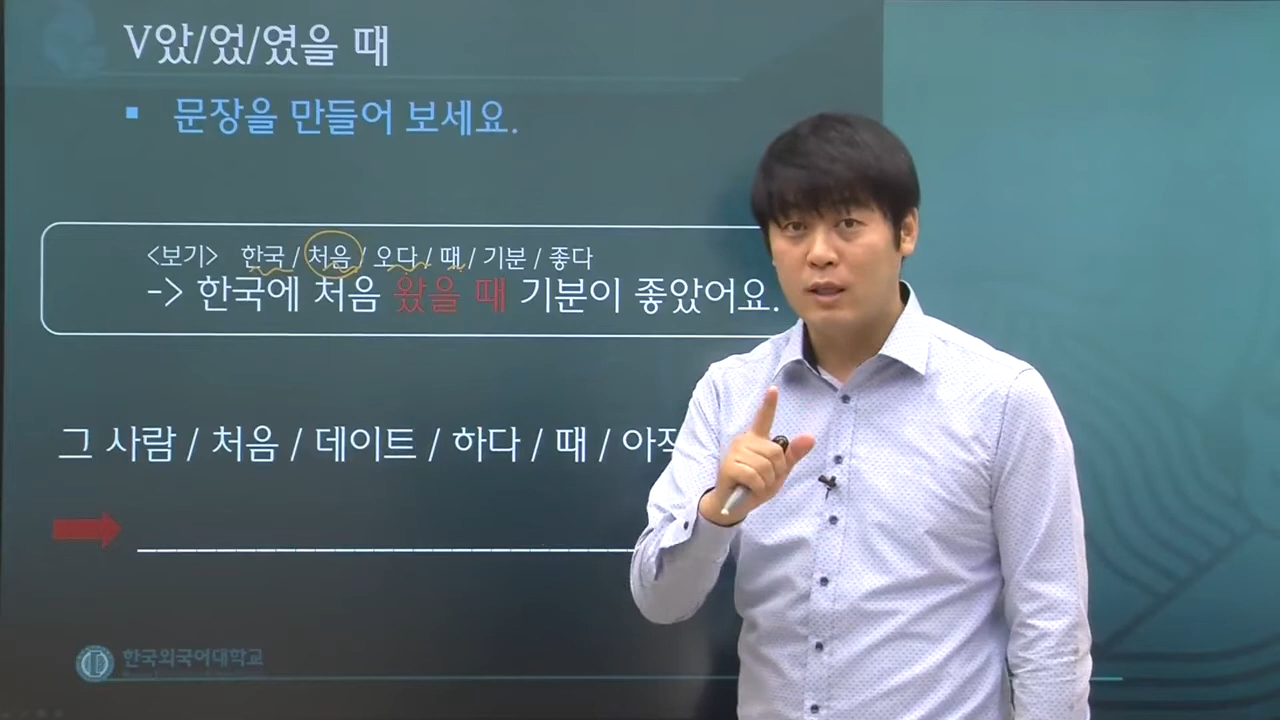 V았/었/였을 때
▪ 문장을 만들어 보세요.
<보기> 한국 / 처음 / 오다 / 때 / 기분 / 좋다
-> 한국에 처음 왔을 때 기분이 좋았어요.
그 사람 / 처음 / 데이트 / 하다 / 때 /
한국외국어대학교